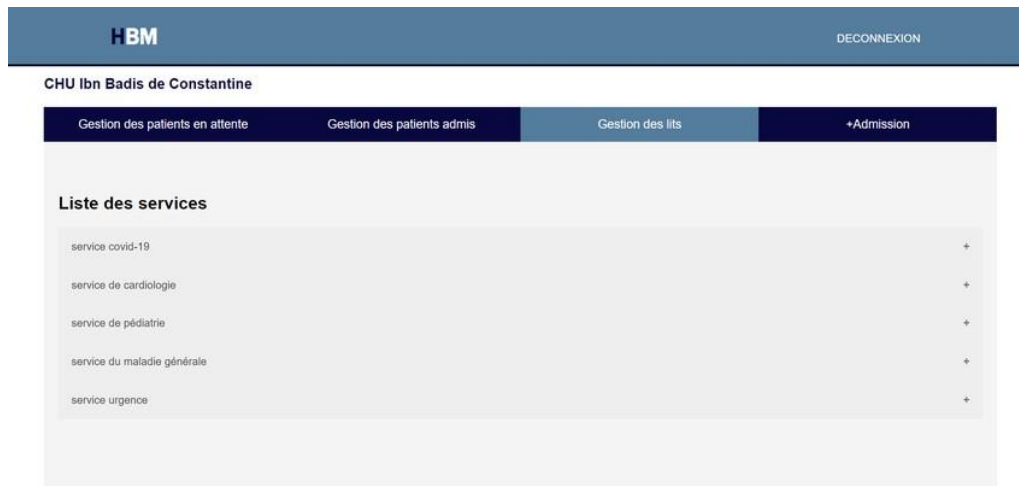 HBM
DECONNEXION
CHU Ibn Badis de Constantine
Gestion des patients en attente
Gestion des patients admis
Gestion des lits
+Admission
Liste des services
service covid-19 +
service de cardiologie +
service de pédiatrie +
service du maladie générale +
service urgence +